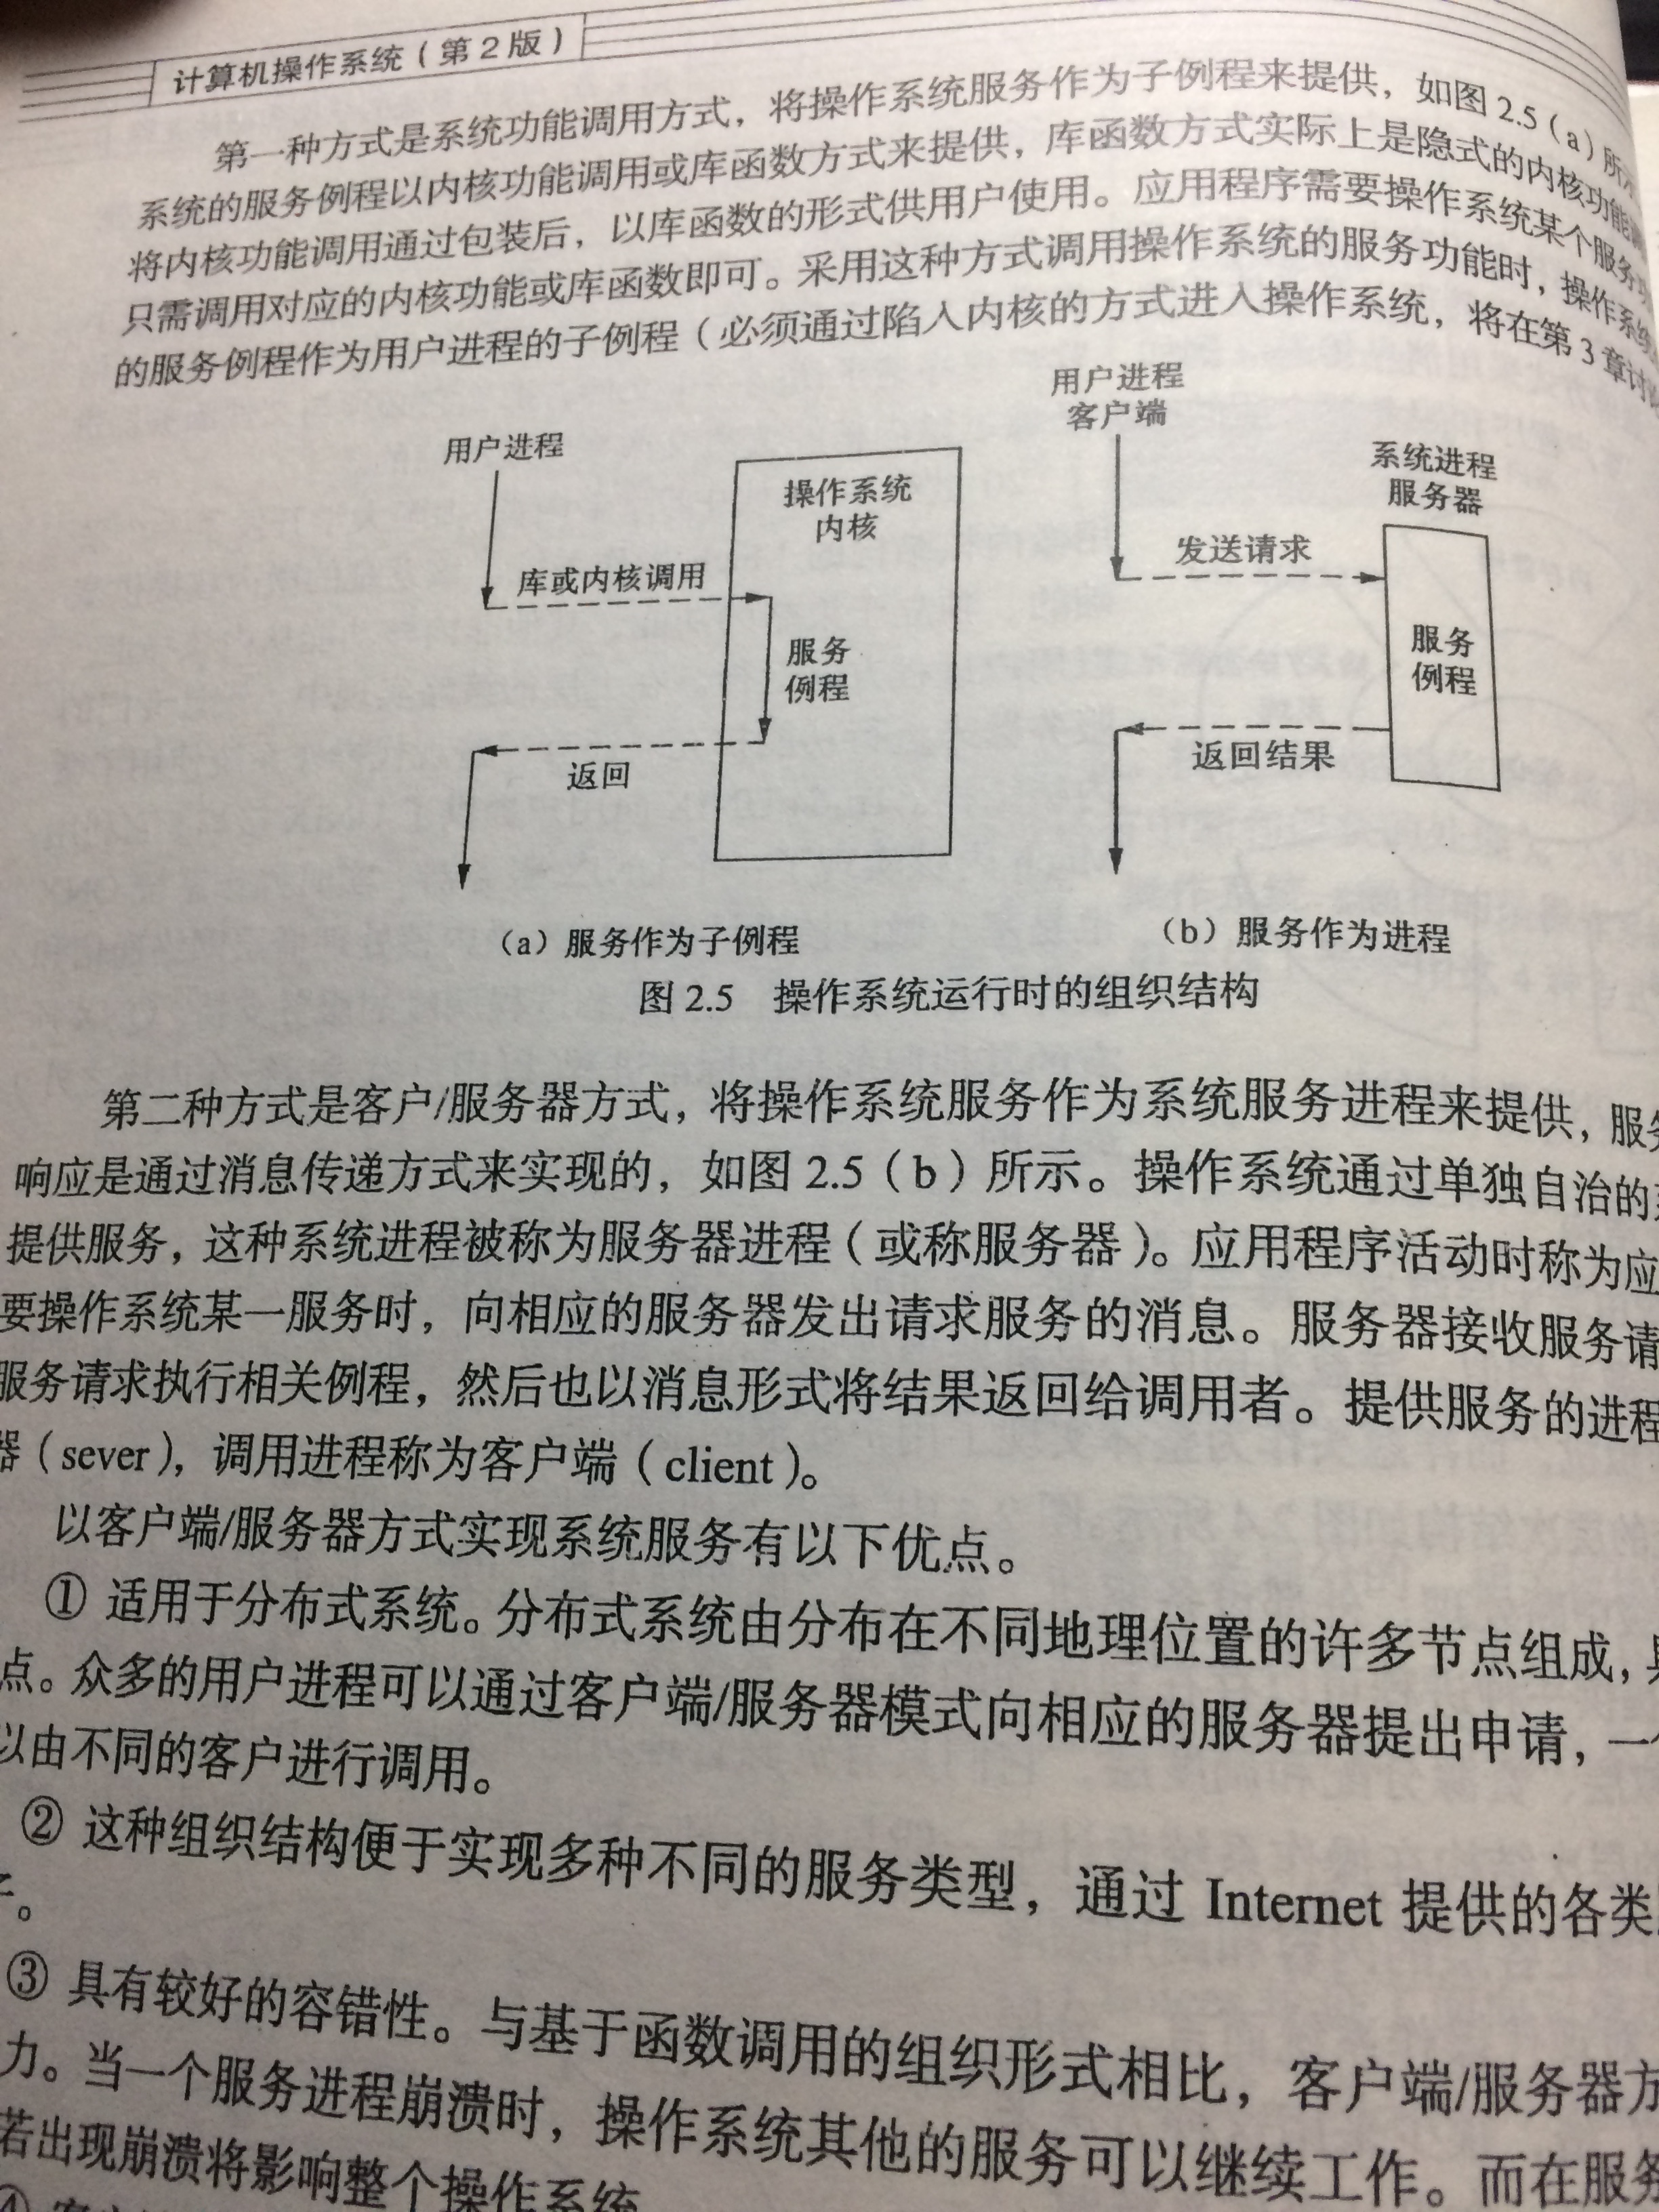 计算机操作系统（第2版）
第一种方式是系统功能调用方式，将操作系统服务作为子例程来提供，如图 2.5（a）所
系统的服务例程以内核功能调用或库函数方式来提供，库函数方式实际上是隐式的内核功能
将内核功能调用通过包装后，以库函数的形式供用户使用。应用程序需要操作系统某个服务
只需调用对应的内核功能或库函数即可。采用这种方式调用操作系统的服务功能时，操作系统
的服务例程作为用户进程的子例程（必须通过陷入内核的方式进入操作系统，将在第 3 章讨
用户进程
操作系统
内核
库或内核调用
服务
例程
返回
（a）服务作为子例程
用户进程
客户端
系统进程
服务器
发送请求
服务
例程
返回结果
（b）服务作为进程
图 2.5 操作系统运行时的组织结构
第二种方式是客户/服务器方式，将操作系统服务作为系统服务进程来提供，服务
响应是通过消息传递方式来实现的，如图 2.5（b）所示。操作系统通过单独自治的
提供服务，这种系统进程被称为服务器进程（或称服务器）。应用程序活动时称为应
要操作系统某一服务时，向相应的服务器发出请求服务的消息。服务器接收服务请
服务请求执行相关例程，然后也以消息形式将结果返回给调用者。提供服务的进程
器（sever），调用进程称为客户端（client）。
以客户端/服务器方式实现系统服务有以下优点。
① 适用于分布式系统。分布式系统由分布在不同地理位置的许多节点组成，
点。众多的用户进程可以通过客户端/服务器模式向相应的服务器提出申请，一
以由不同的客户进行调用。
② 这种组织结构便于实现多种不同的服务类型，通过 Internet 提供的各类
。
③ 具有较好的容错性。与基于函数调用的组织形式相比，客户端/服务器方
力。当一个服务进程崩溃时，操作系统其他的服务可以继续工作。而在服务
若出现崩溃将影响整个操作系统